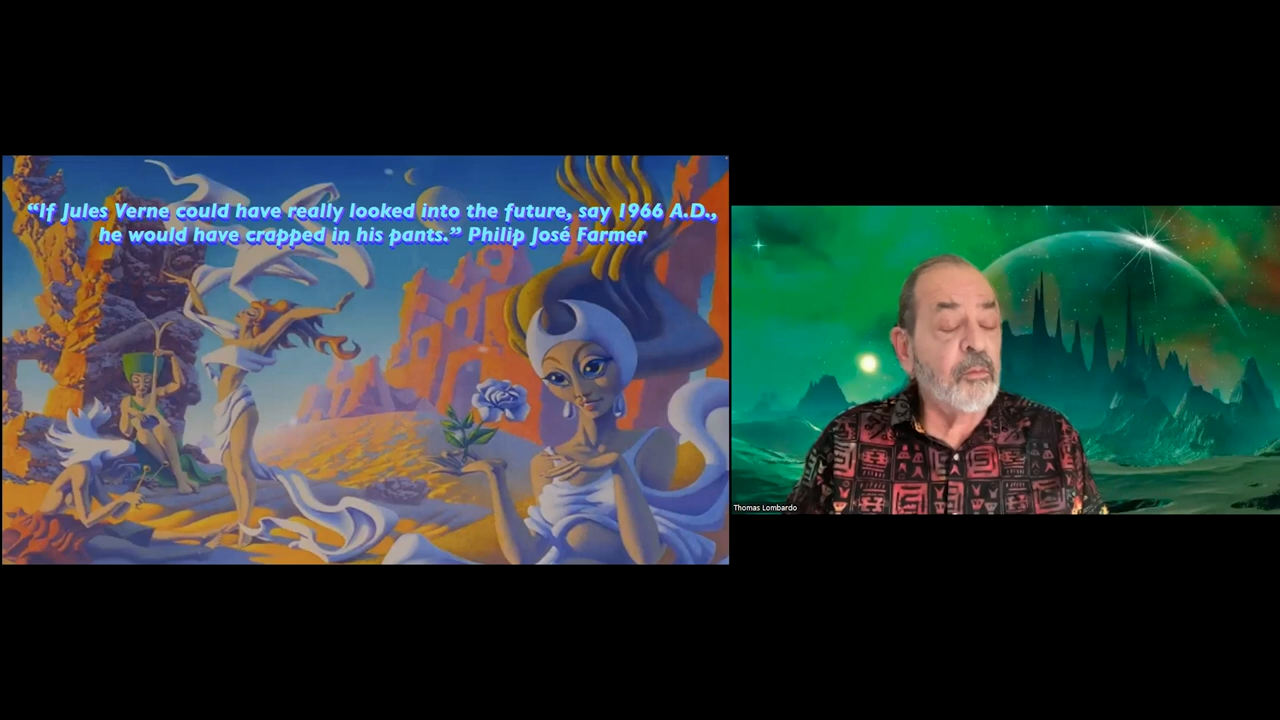 “If Jules Verne could have really looked into the future, say 1966 A.D.,
he would have crapped in his pants.” Philip José Farmer
Thomas Lombardo